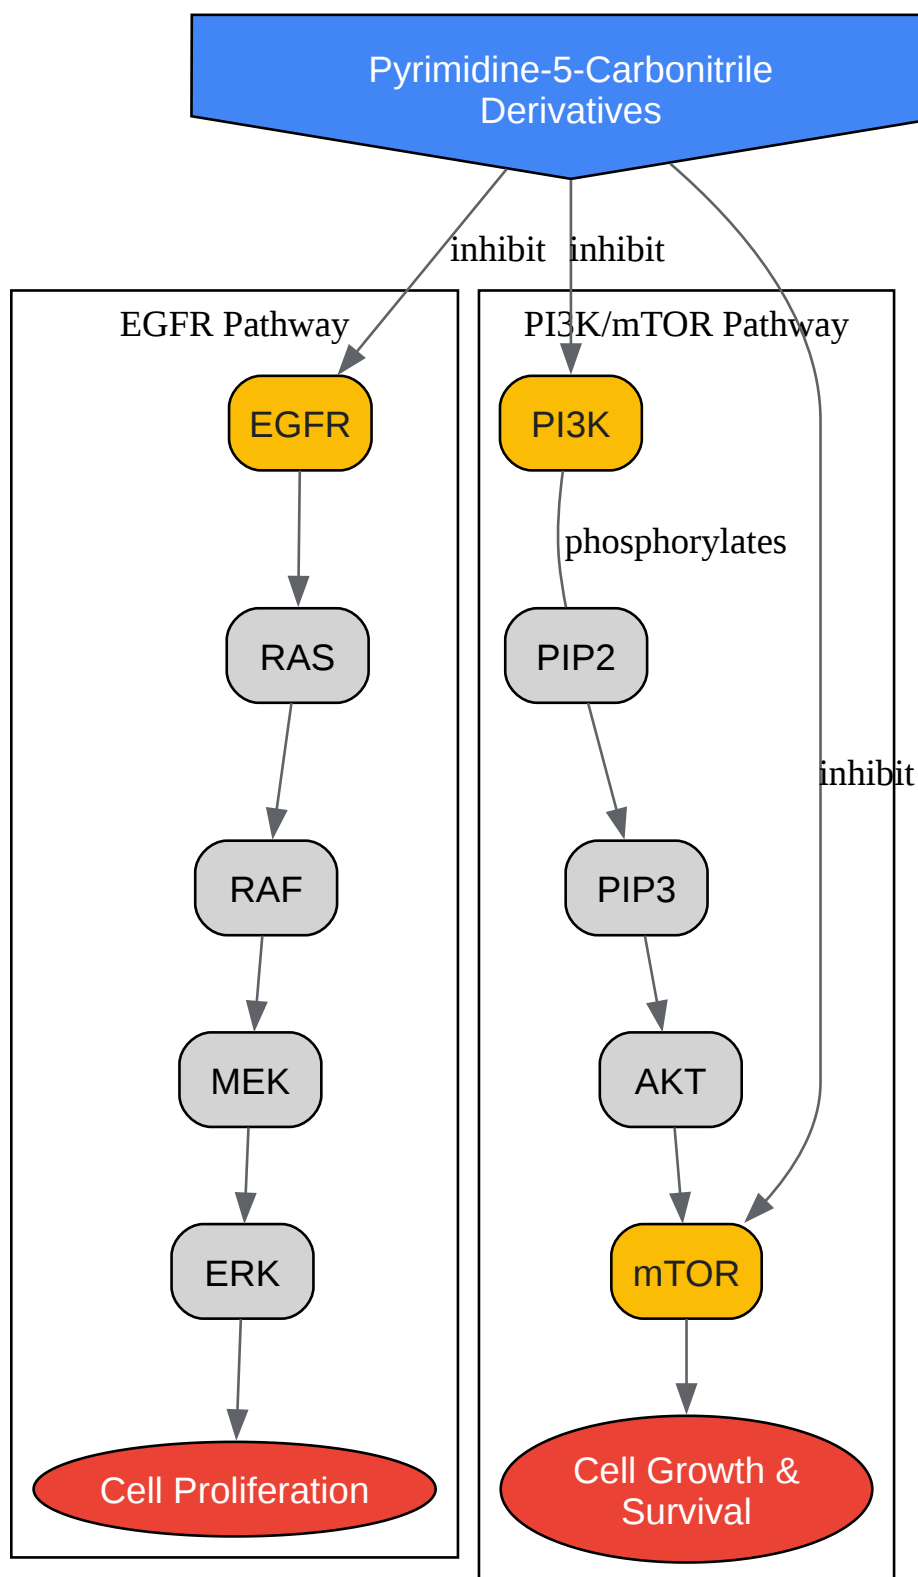 Pyrimidine-5-Carbonitrile
Derivatives
inhibit
inhibit
EGFR Pathway
PI3K/mTOR Pathway
EGFR
PI3K
phosphorylates
RAS
PIP2
inhibit
RAF
PIP3
MEK
AKT
ERK
mTOR
Cell Proliferation
Cell Growth &
Survival